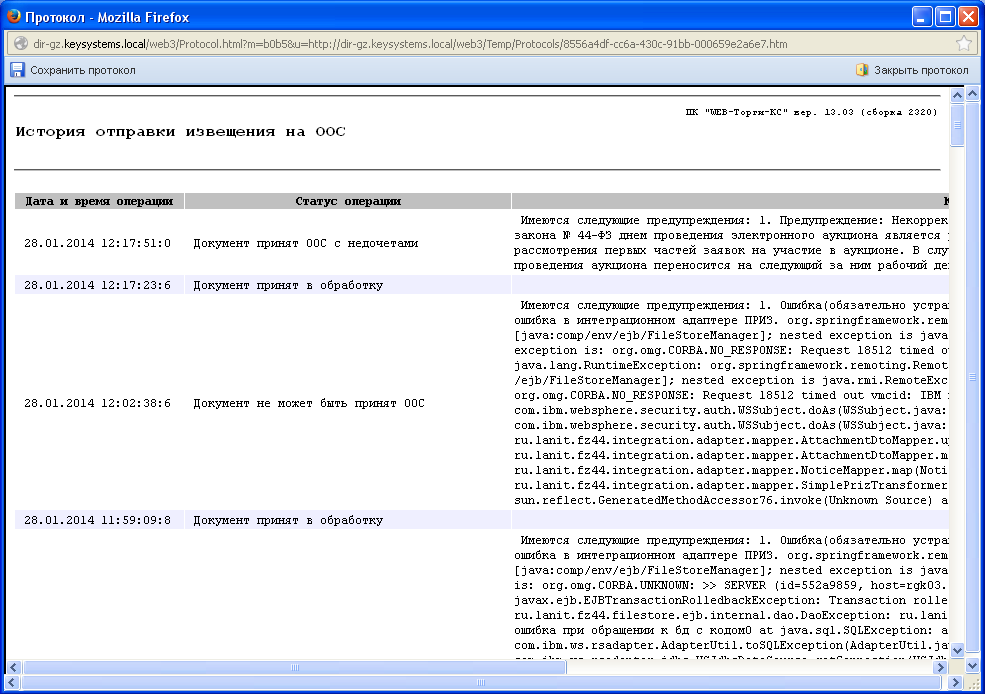 Протокол - Mozilla Firefox
dir-gz.keysystems.local/web3/Protocol.html?m=b0b5&u=http://dir-gz.keysystems.local/web3/Temp/Protocols/8556a4df-cc6a-430c-91bb-000659e2a6e7.htm
Сохранить протокол Закрыть протокол
ПК "WEB-Торги-КС" вер. 13.03 (сборка 2320)
История отправки извещения на ООС
Дата и время операции Статус операции К
Имеются следующие предупреждения: 1. Предупреждение: Некоррек
закона № 44-ФЗ днем проведения электронного аукциона является
рассмотрения первых частей заявок на участие в аукционе. В слу
проведения аукциона переносится на следующий за ним рабочий де
28.01.2014 12:17:51:0 Документ принят ООС с недочетами
28.01.2014 12:17:23:6 Документ принят в обработку
Имеются следующие предупреждения: 1. Ошибка(обязательно устра
ошибка в интеграционном адаптере ПРИЗ. org.springframework.rem
[java:comp/env/ejb/FileStoreManager]; nested exception is java
exception is: org.omg.CORBA.NO_RESPONSE: Request 18512 timed o
java.lang.RuntimeException: org.springframework.remoting.Remot
/ejb/FileStoreManager]; nested exception is java.rmi.RemoteExc
org.omg.CORBA.NO_RESPONSE: Request 18512 timed out vmcid: IBM
com.ibm.websphere.security.auth.WSSubject.doAs(WSSubject.java:
com.ibm.websphere.security.auth.WSSubject.doAs(WSSubject.java:
ru.lanit.fz44.integration.adapter.mapper.AttachmentDtoMapper.u
ru.lanit.fz44.integration.adapter.mapper.AttachmentDtoMapper.m
ru.lanit.fz44.integration.adapter.mapper.NoticeMapper.map(Noti
ru.lanit.fz44.integration.adapter.mapper.SimplePrizTransformer
sun.reflect.GeneratedMethodAccessor76.invoke(Unknown Source) a
28.01.2014 12:02:38:6 Документ не может быть принят ООС
28.01.2014 11:59:09:8 Документ принят в обработку
Имеются следующие предупреждения: 1. Ошибка(обязательно устра
ошибка в интеграционном адаптере ПРИЗ. org.springframework.rem
[java:comp/env/ejb/FileStoreManager]; nested exception is java
is: org.omg.CORBA.UNKNOWN: >> SERVER (id=552a9859, host=rgk03.
javax.ejb.EJBTransactionRolledbackException: Transaction rolle
ru.lanit.fz44.filestore.ejb.internal.dao.DaoException: ru.lani
ошибка при обращении к бд с кодом0 at java.sql.SQLException: a
com.ibm.ws.rsadapter.AdapterUtil.toSQLException(AdapterUtil.ja